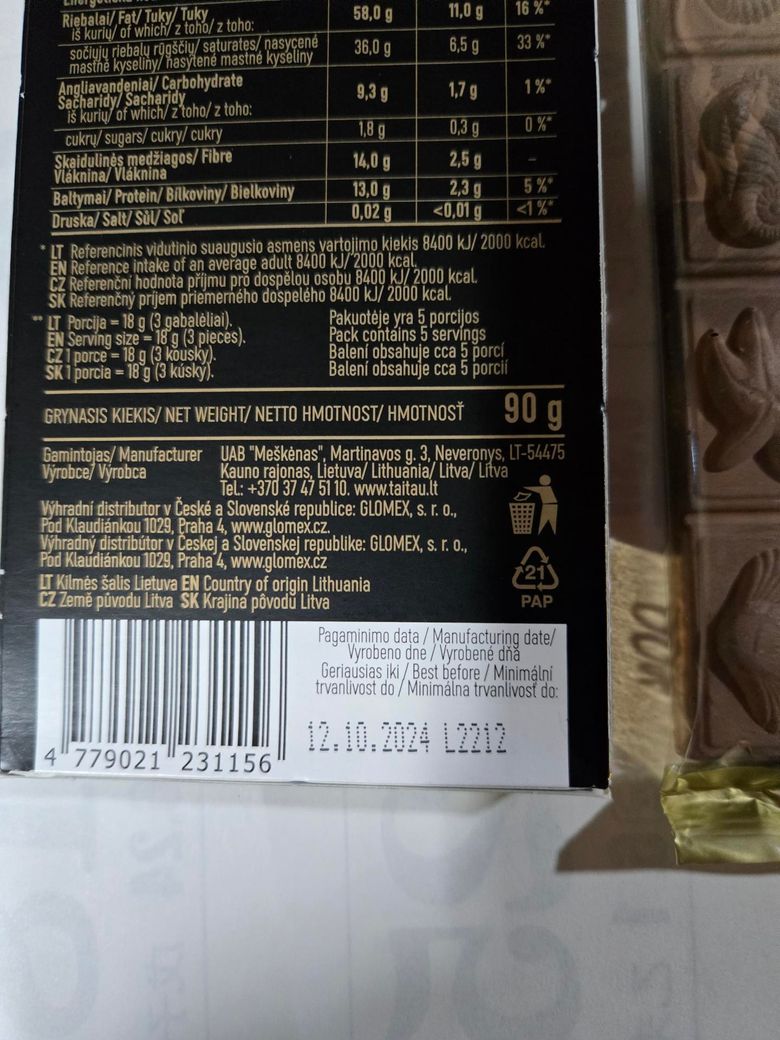 Riebalai/ Fat/ Tuky/ Tuky 58,0 g 11,0 g 16 %*
iš kurių/ of which/ z toho/ z toho:
sočiųjų riebalų rūgščių/ saturates/ nasycené 36,0 g 6,5 g 33 %*
mastné kyseliny/ nasýtené mastné kyseliny
Angliavandeniai/ Carbohydrate 9,3 g 1,7 g 1 %*
Sacharidy/ Sacharidy
iš kurių/ of which/ z toho/ z toho:
cukrų/ sugars/ cukry/ cukry 1,8 g 0,3 g 0 %*
Skaidulinės medžiagos/ Fibre 14,0 g 2,5 g -
Vláknina/ Vláknina
Baltymai/ Protein/ Bílkoviny/ Bielkoviny 13,0 g 2,3 g 5 %*
Druska/ Salt/ Sůl/ Soľ 0,02 g <0,01 g <1 %*
* LT Referencinis vidutinio suaugusio asmens vartojimo kiekis 8400 kJ/ 2000 kcal.
EN Reference intake of an average adult 8400 kJ/ 2000 kcal.
CZ Referenční hodnota příjmu pro dospělou osobu 8400 kJ/ 2000 kcal.
SK Referenčný príjem priemerného dospelého 8400 kJ/ 2000 kcal.
** LT Porcija = 18 g (3 gabalėliai). Pakuotėje yra 5 porcijos
EN Serving size = 18 g (3 pieces). Pack contains 5 servings
CZ 1 porce = 18 g (3 kousky). Balení obsahuje cca 5 porcí
SK 1 porcia = 18 g (3 kúsky). Balení obsahuje cca 5 porcií
GRYNASIS KIEKIS/ NET WEIGHT/ NETTO HMOTNOST/ HMOTNOSŤ 90 g
Gamintojas/ Manufacturer UAB "Meškėnas", Martinavos g. 3, Neveronys, LT-54475
Výrobce/ Výrobca Kauno rajonas, Lietuva/ Lithuania/ Litva/ Litva
Tel.: +370 37 47 51 10. www.taitau.lt
Výhradní distributor v České a Slovenské republice: GLOMEX, s. r. o.,
Pod Klaudiánkou 1029, Praha 4, www.glomex.cz.
Výhradný distribútor v Českej a Slovenskej republike: GLOMEX, s. r. o.,
Pod Klaudiánkou 1029, Praha 4, www.glomex.cz
LT Kilmės šalis Lietuva EN Country of origin Lithuania
CZ Země původu Litva SK Krajina pôvodu Litva
21
PAP
Pagaminimo data / Manufacturing date/
Vyrobeno dne / Vyrobené dňa
Geriausias iki / Best before / Minimální
trvanlivost do / Minimálna trvanlivosť do:
12.10.2024 L2212
4 779021 231156